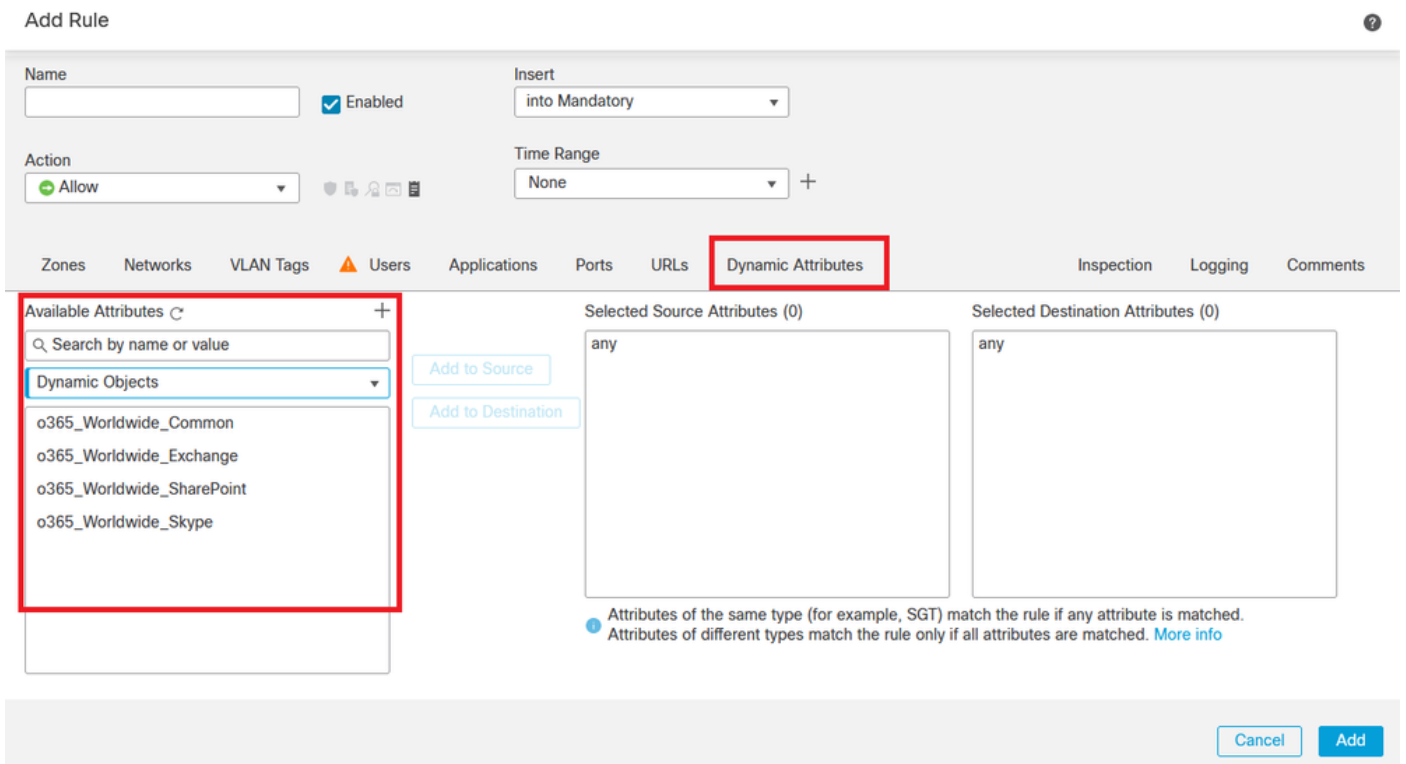 Add Rule
Name
Insert
Enabled
into Mandatory
Action
Time Range
Allow
None
Zones
Networks
VLAN Tags
Users
Applications
Ports
URLs
Dynamic Attributes
Inspection
Logging
Comments
Available Attributes
Search by name or value
Dynamic Objects
o365_Worldwide_Common
o365_Worldwide_Exchange
o365_Worldwide_SharePoint
o365_Worldwide_Skype
Add to Source
Add to Destination
Selected Source Attributes (0)
any
Selected Destination Attributes (0)
any
Attributes of the same type (for example, SGT) match the rule if any attribute is matched.
Attributes of different types match the rule only if all attributes are matched. More info
Cancel
Add